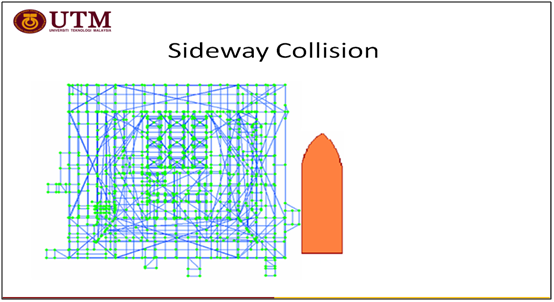 UTM
UNIVERSITI TEKNOLOGI MALAYSIA
Sideway Collision